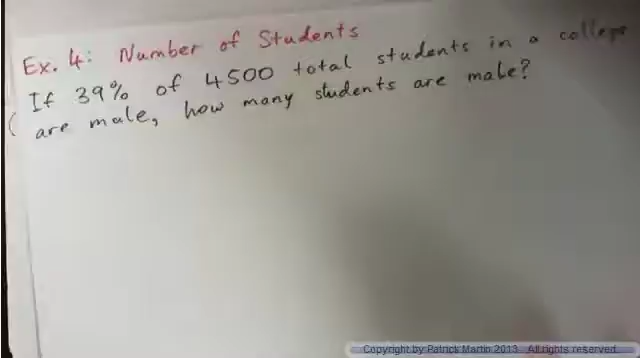 Ex. 4: Number of Students
If 39% of 4500 total students in a college
are male, how many students are male?
Copyright by Patrick Martin 2013. All rights reserved.